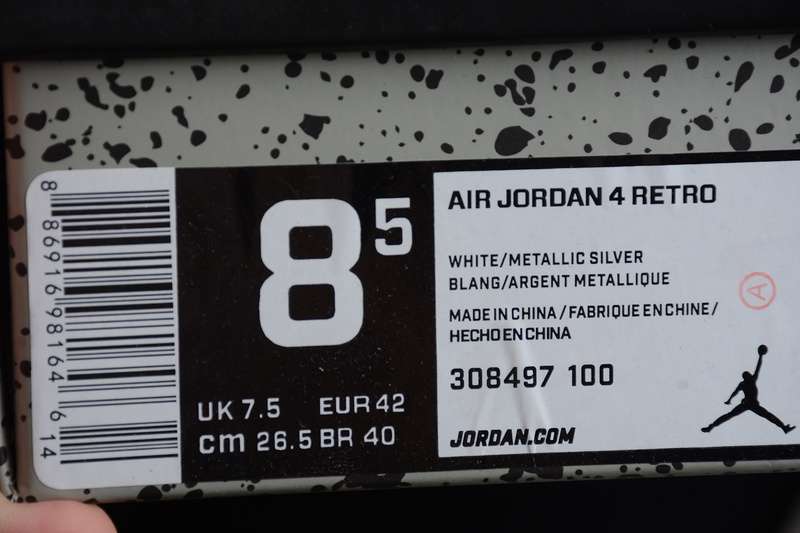 8 86916 98164 6 14
8 5
UK 7.5 EUR 42
cm 26.5 BR 40
AIR JORDAN 4 RETRO
WHITE/METALLIC SILVER
BLANG/ARGENT METALLIQUE
MADE IN CHINA / FABRIQUE EN CHINE /
HECHO EN CHINA
308497 100
JORDAN.COM
A